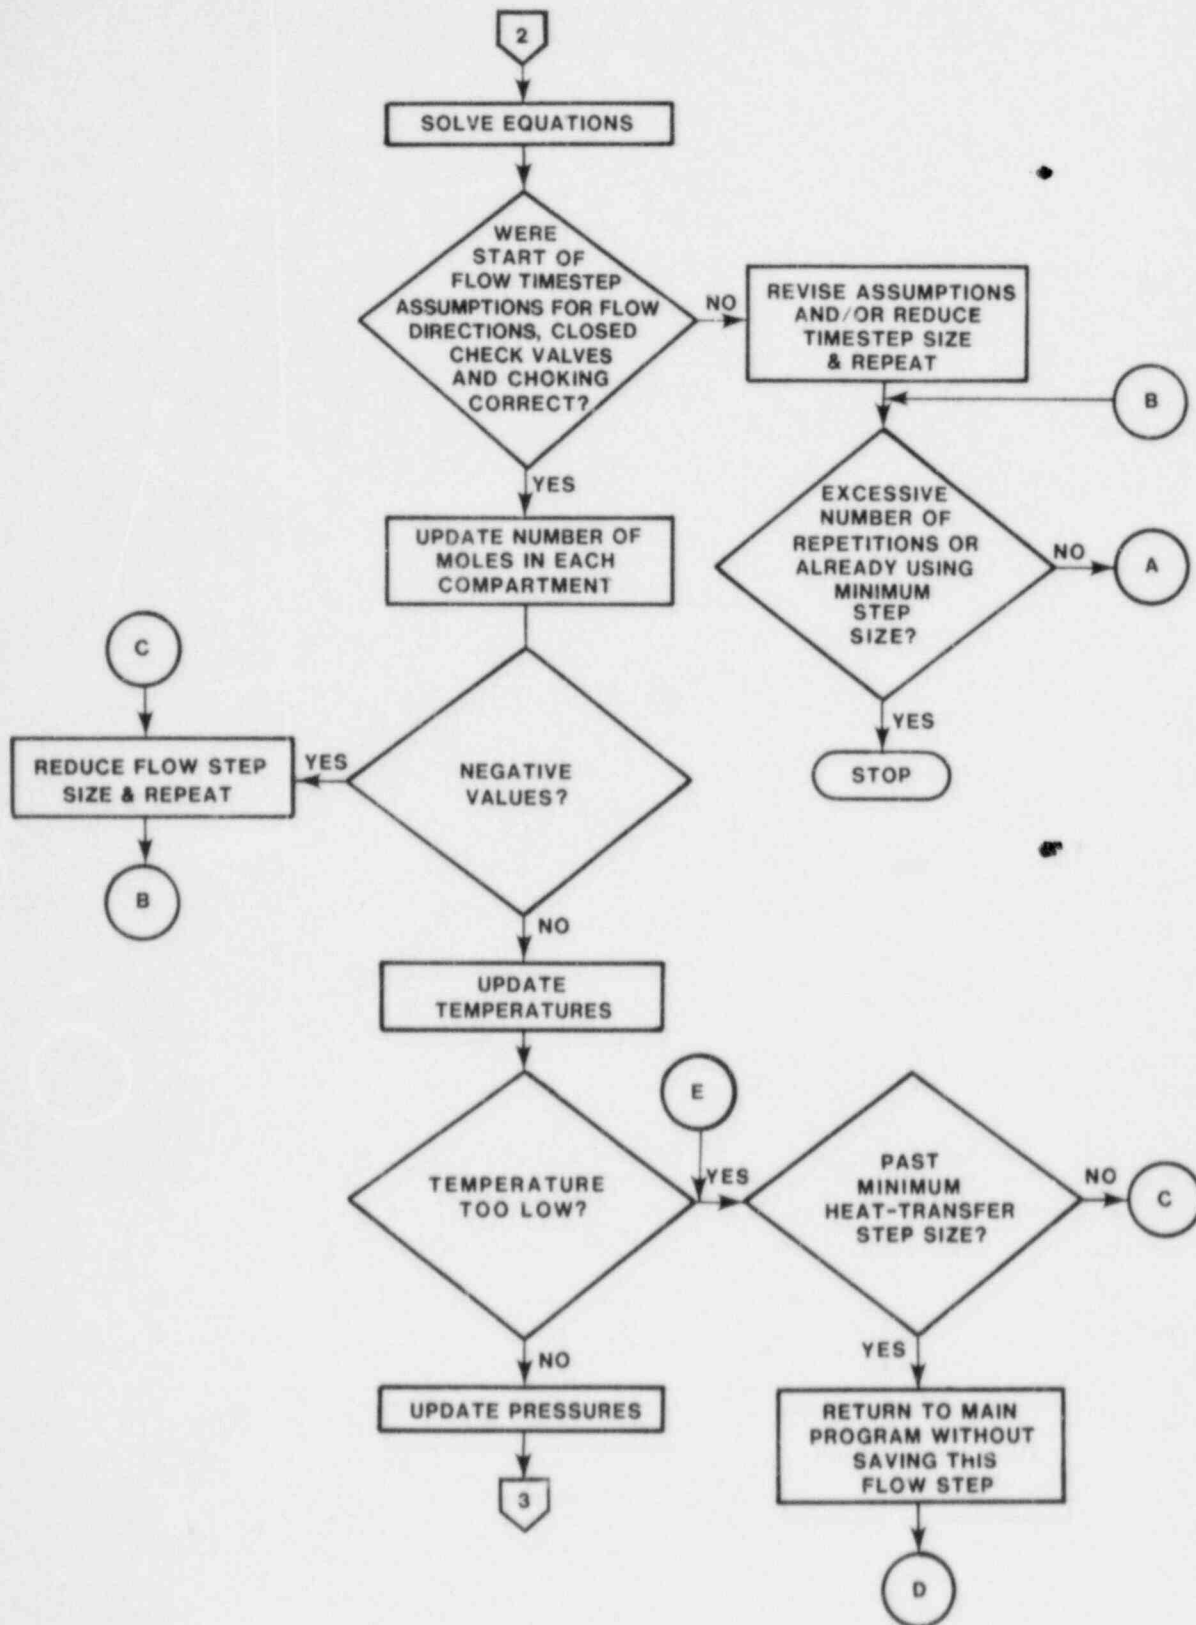 2
SOLVE EQUATIONS
WERE
START OF
FLOW TIMESTEP
ASSUMPTIONS FOR FLOW
DIRECTIONS, CLOSED
CHECK VALVES
AND CHOKING
CORRECT?
NO
REVISE ASSUMPTIONS
AND/OR REDUCE
TIMESTEP SIZE
& REPEAT
B
YES
EXCESSIVE
NUMBER OF
REPETITIONS OR
ALREADY USING
MINIMUM
STEP
SIZE?
NO
A
YES
STOP
UPDATE NUMBER OF
MOLES IN EACH
COMPARTMENT
C
REDUCE FLOW STEP
SIZE & REPEAT
YES
NEGATIVE
VALUES?
B
NO
UPDATE
TEMPERATURES
E
TEMPERATURE
TOO LOW?
YES
PAST
MINIMUM
HEAT-TRANSFER
STEP SIZE?
NO
C
NO
YES
UPDATE PRESSURES
RETURN TO MAIN
PROGRAM WITHOUT
SAVING THIS
FLOW STEP
3
D